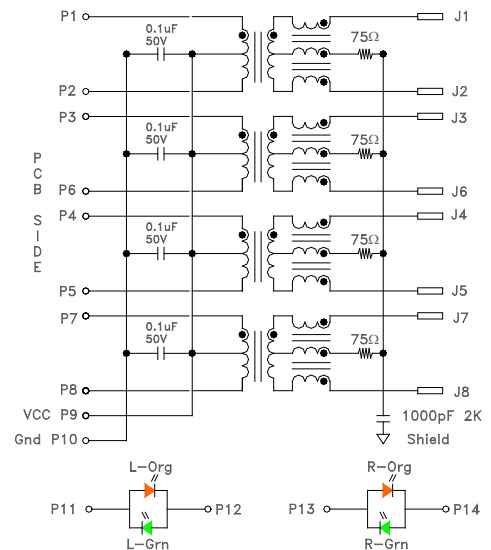 P1
0.1uF
50V
75Ω
J1
P2
J2
P3
0.1uF
50V
75Ω
J3
PCB SIDE
P6
J6
P4
0.1uF
50V
75Ω
J4
P5
J5
P7
0.1uF
50V
75Ω
J7
P8
J8
VCC P9
1000pF 2K
Gnd P10
Shield
L-Org
R-Org
P11
P12
P13
P14
L-Grn
R-Grn